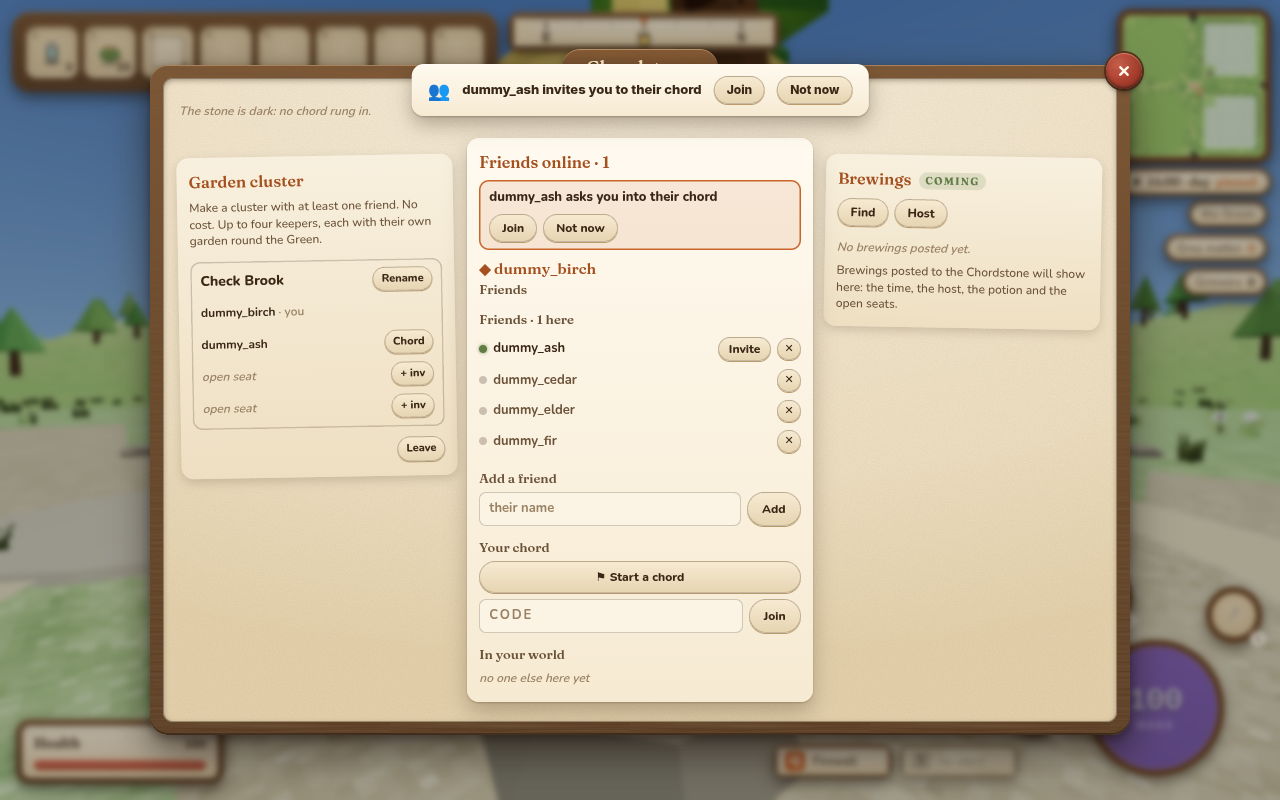 dummy_ash invites you to their chord
Join
Not now
×
The stone is dark: no chord rung in.
Garden cluster
Make a cluster with at least one friend. No
cost. Up to four keepers, each with their own
garden round the Green.
Check Brook
Rename
dummy_birch · you
dummy_ash
Chord
open seat
+ inv
open seat
+ inv
Leave
Friends online · 1
dummy_ash asks you into their chord
Join
Not now
◆ dummy_birch
Friends
Friends · 1 here
dummy_ash
Invite
×
dummy_cedar
×
dummy_elder
×
dummy_fir
×
Add a friend
their name
Add
Your chord
⚑ Start a chord
CODE
Join
In your world
no one else here yet
Brewings
COMING
Find
Host
No brewings posted yet.
Brewings posted to the Chordstone will show
here: the time, the host, the potion and the
open seats.
Health
100